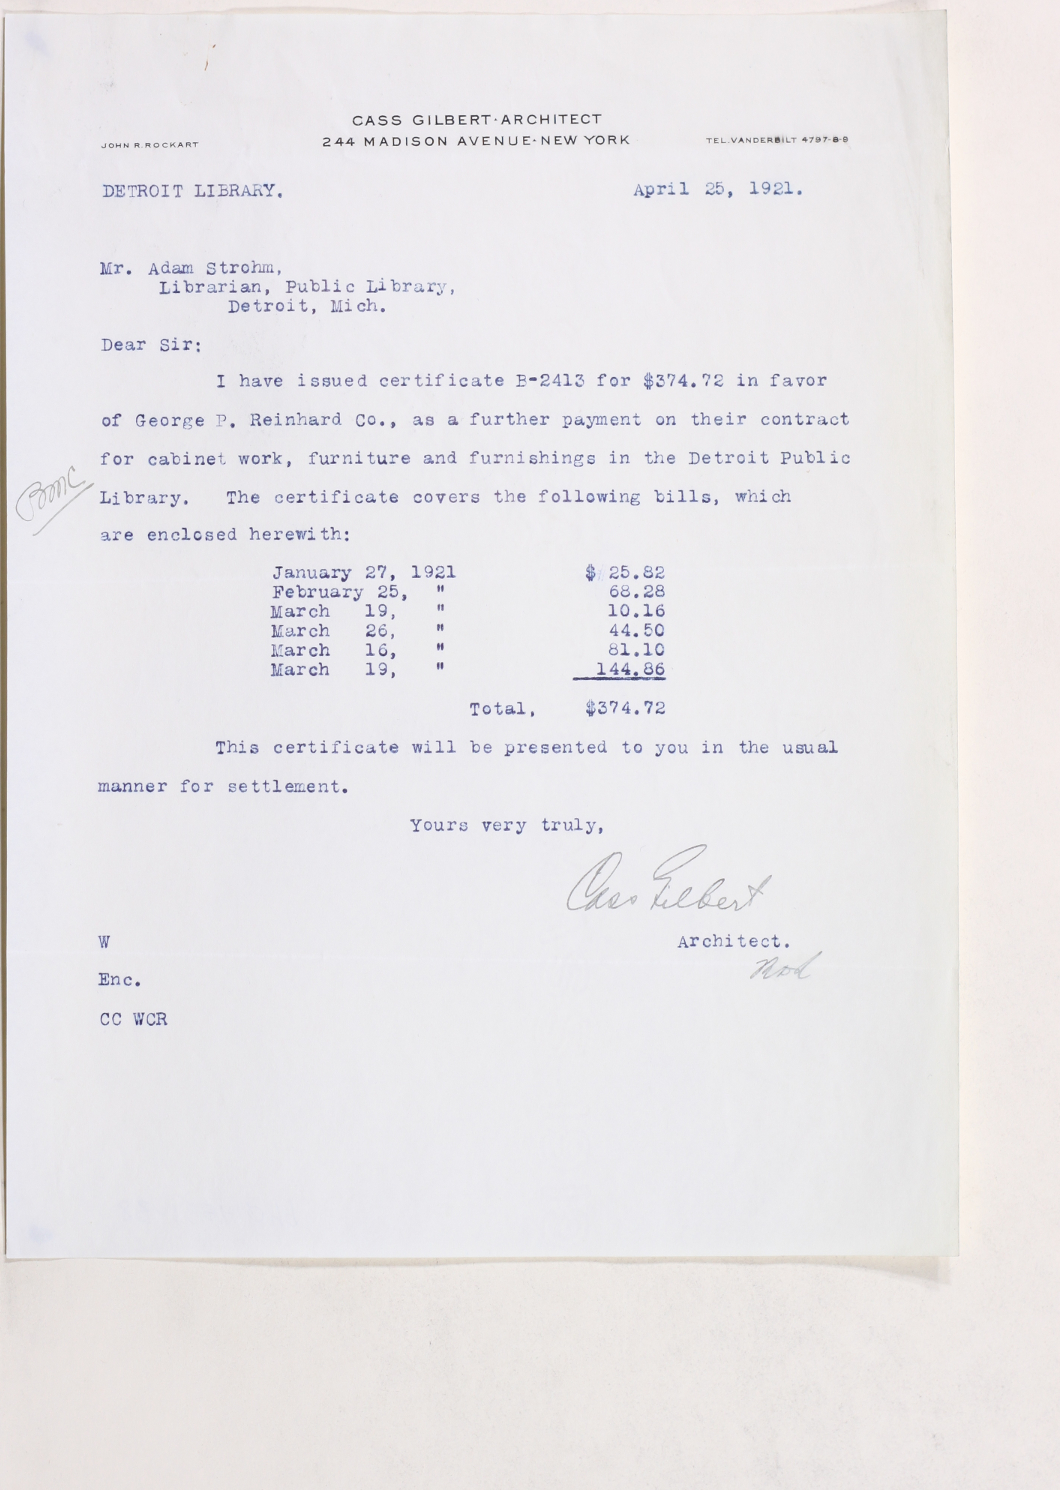 CASS GILBERT·ARCHITECT
JOHN R. ROCKART 244 MADISON AVENUE·NEW YORK TEL. VANDERBILT 4797-8-9
DETROIT LIBRARY. April 25, 1921.
Mr. Adam Strohm,
Librarian, Public Library,
Detroit, Mich.
Dear Sir:
I have issued certificate B-2413 for $374.72 in favor
of George P. Reinhard Co., as a further payment on their contract
for cabinet work, furniture and furnishings in the Detroit Public
Library. The certificate covers the following bills, which
are enclosed herewith:
January 27, 1921 $ 25.82
February 25, " 68.28
March 19, " 10.16
March 26, " 44.50
March 16, " 81.10
March 19, " 144.86
Total, $374.72
This certificate will be presented to you in the usual
manner for settlement.
Yours very truly,
Cass Gilbert
W Architect.
Enc.
CC WCR